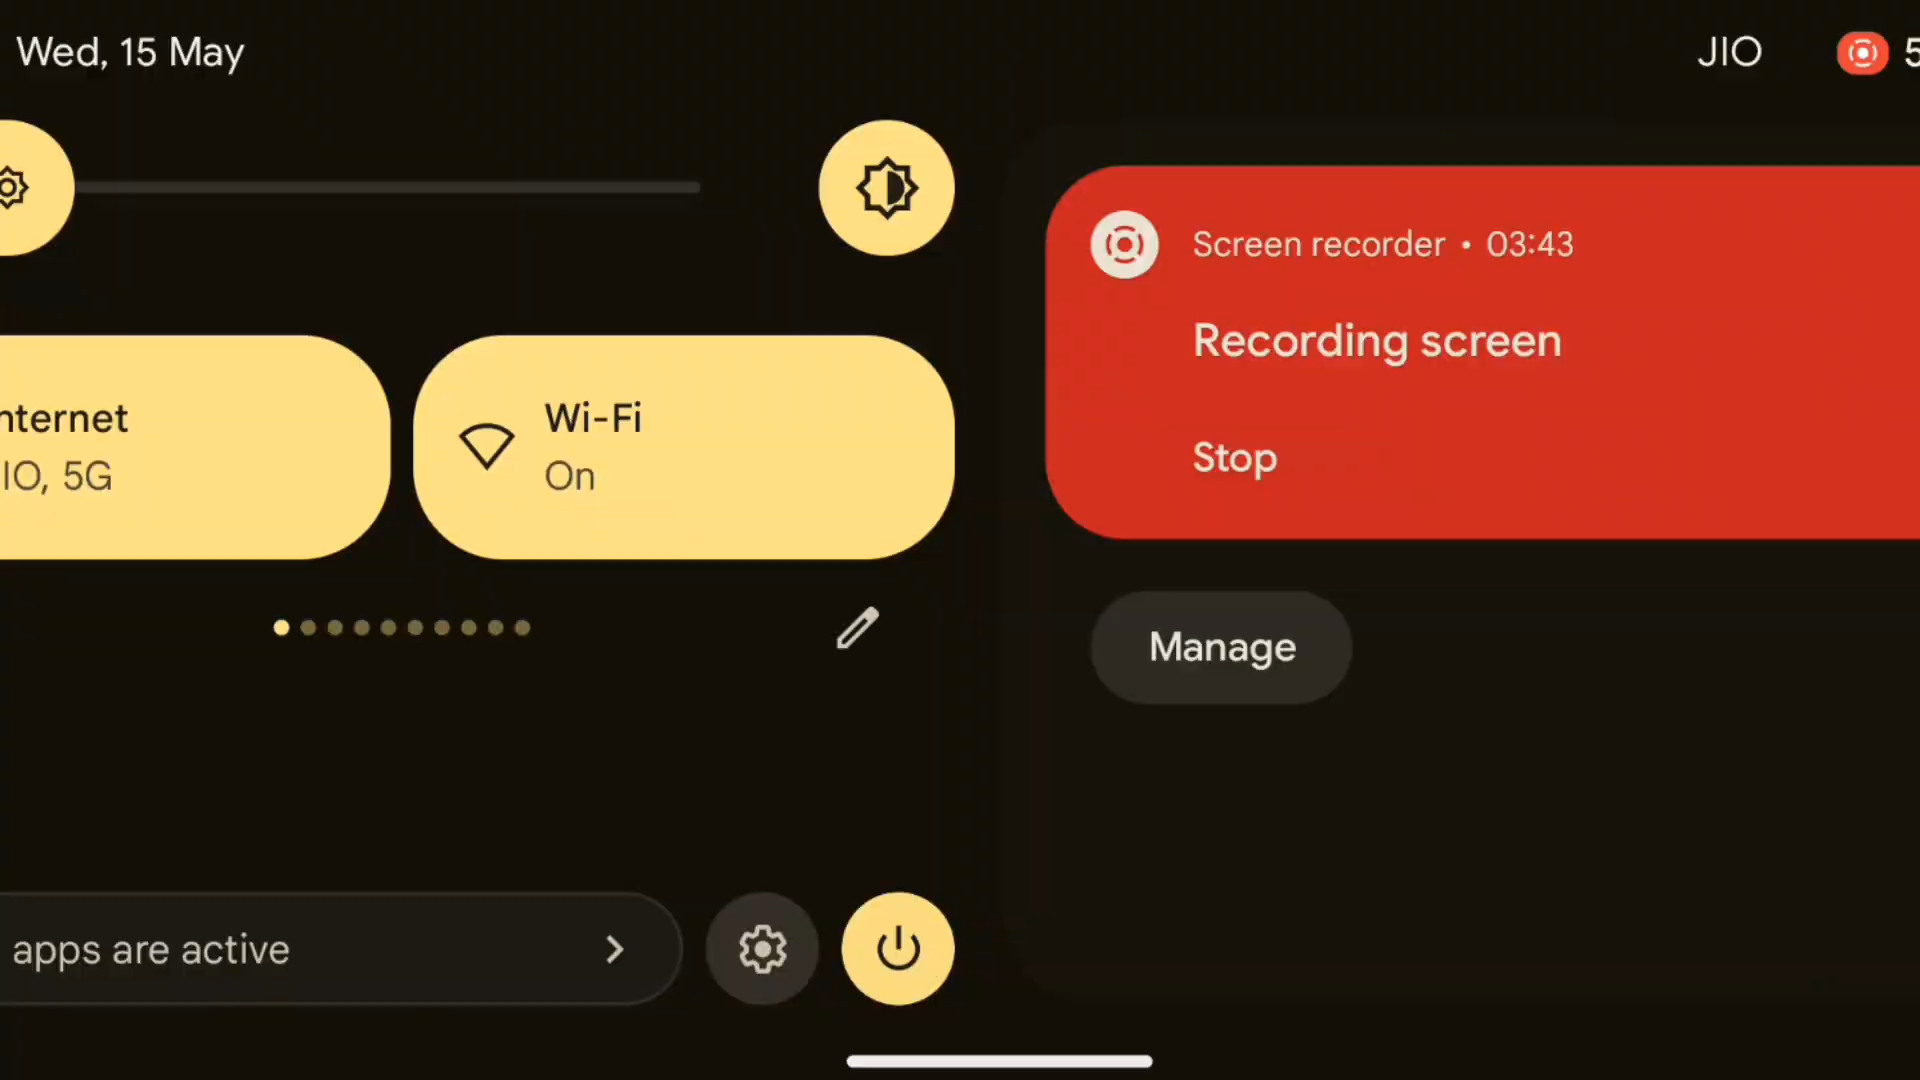 Wed, 15 May
JIO 5
nternet
IO, 5G
Wi-Fi
On
apps are active
Screen recorder • 03:43
Recording screen
Stop
Manage